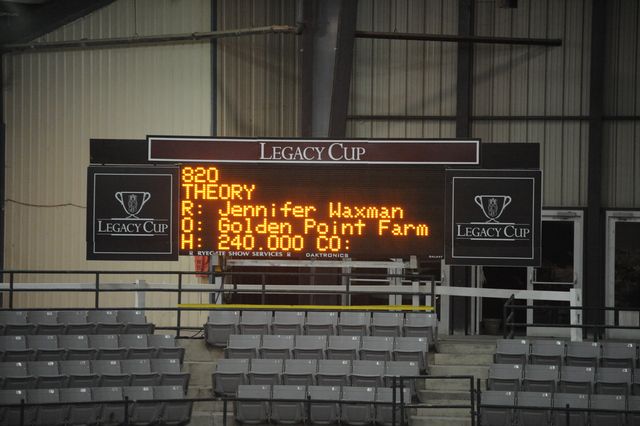 LEGACY CUP
820
THEORY
R: Jennifer Waxman
O: Golden Point Farm
H: 240.000 CO:
LEGACY CUP
LEGACY CUP
RYEGATE SHOW SERVICES
DAKTRONICS
GALAXY